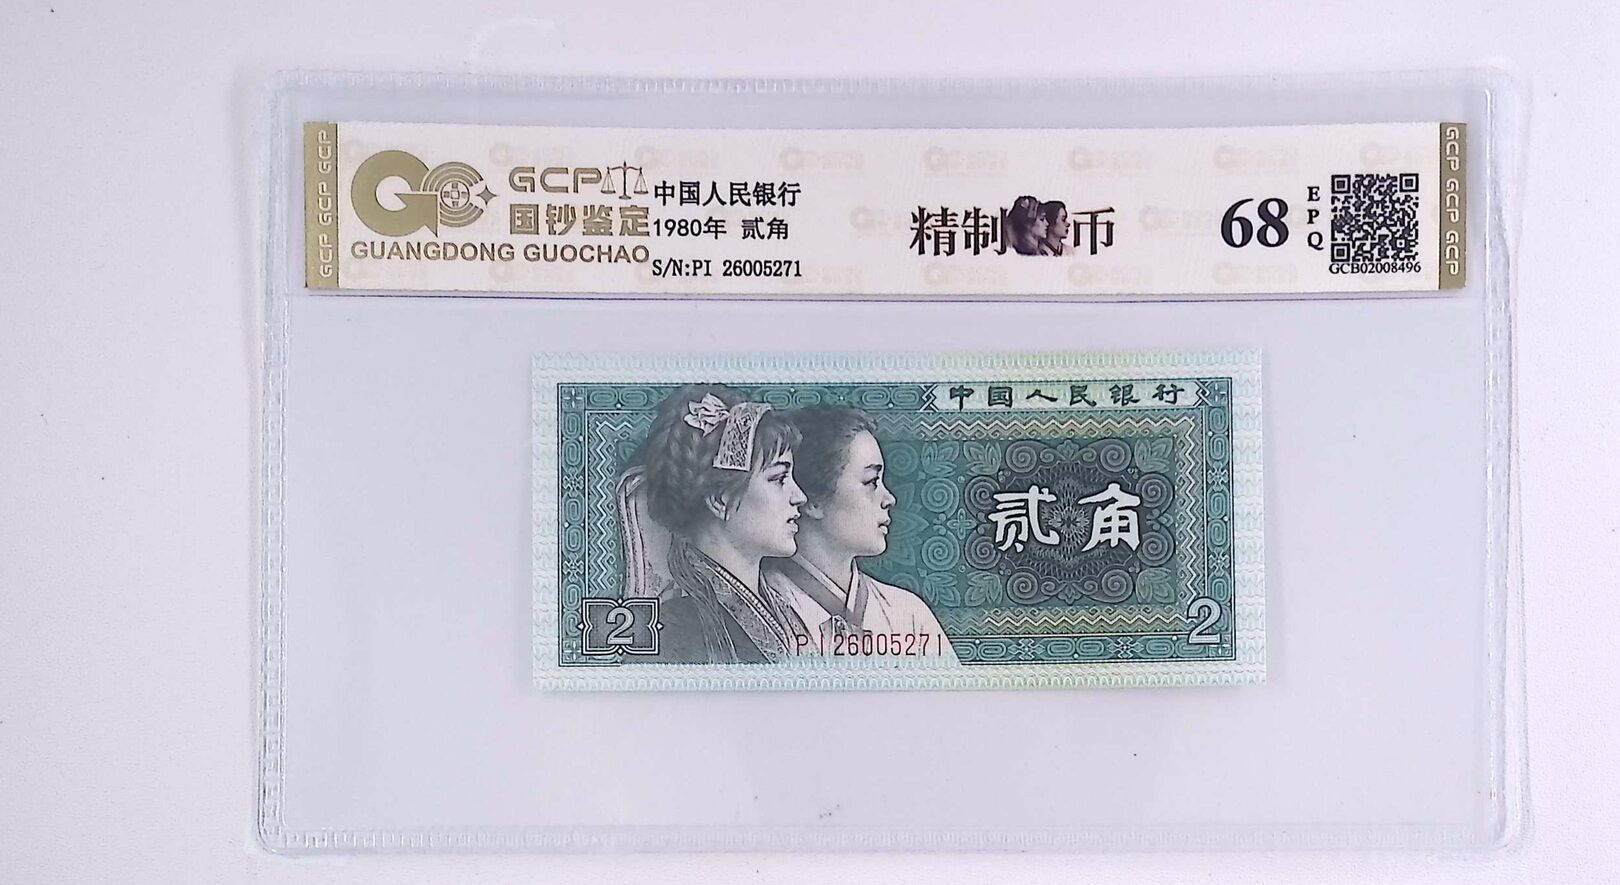 GCP GCP GCP
GCP
国钞鉴定
GUANGDONG GUOCHAO
中国人民银行
1980年 贰角
S/N:PI 26005271
精制币
68
EPQ
GCB02008496
GCP GCP GCP
中国人民银行
贰角
2
2
PI26005271